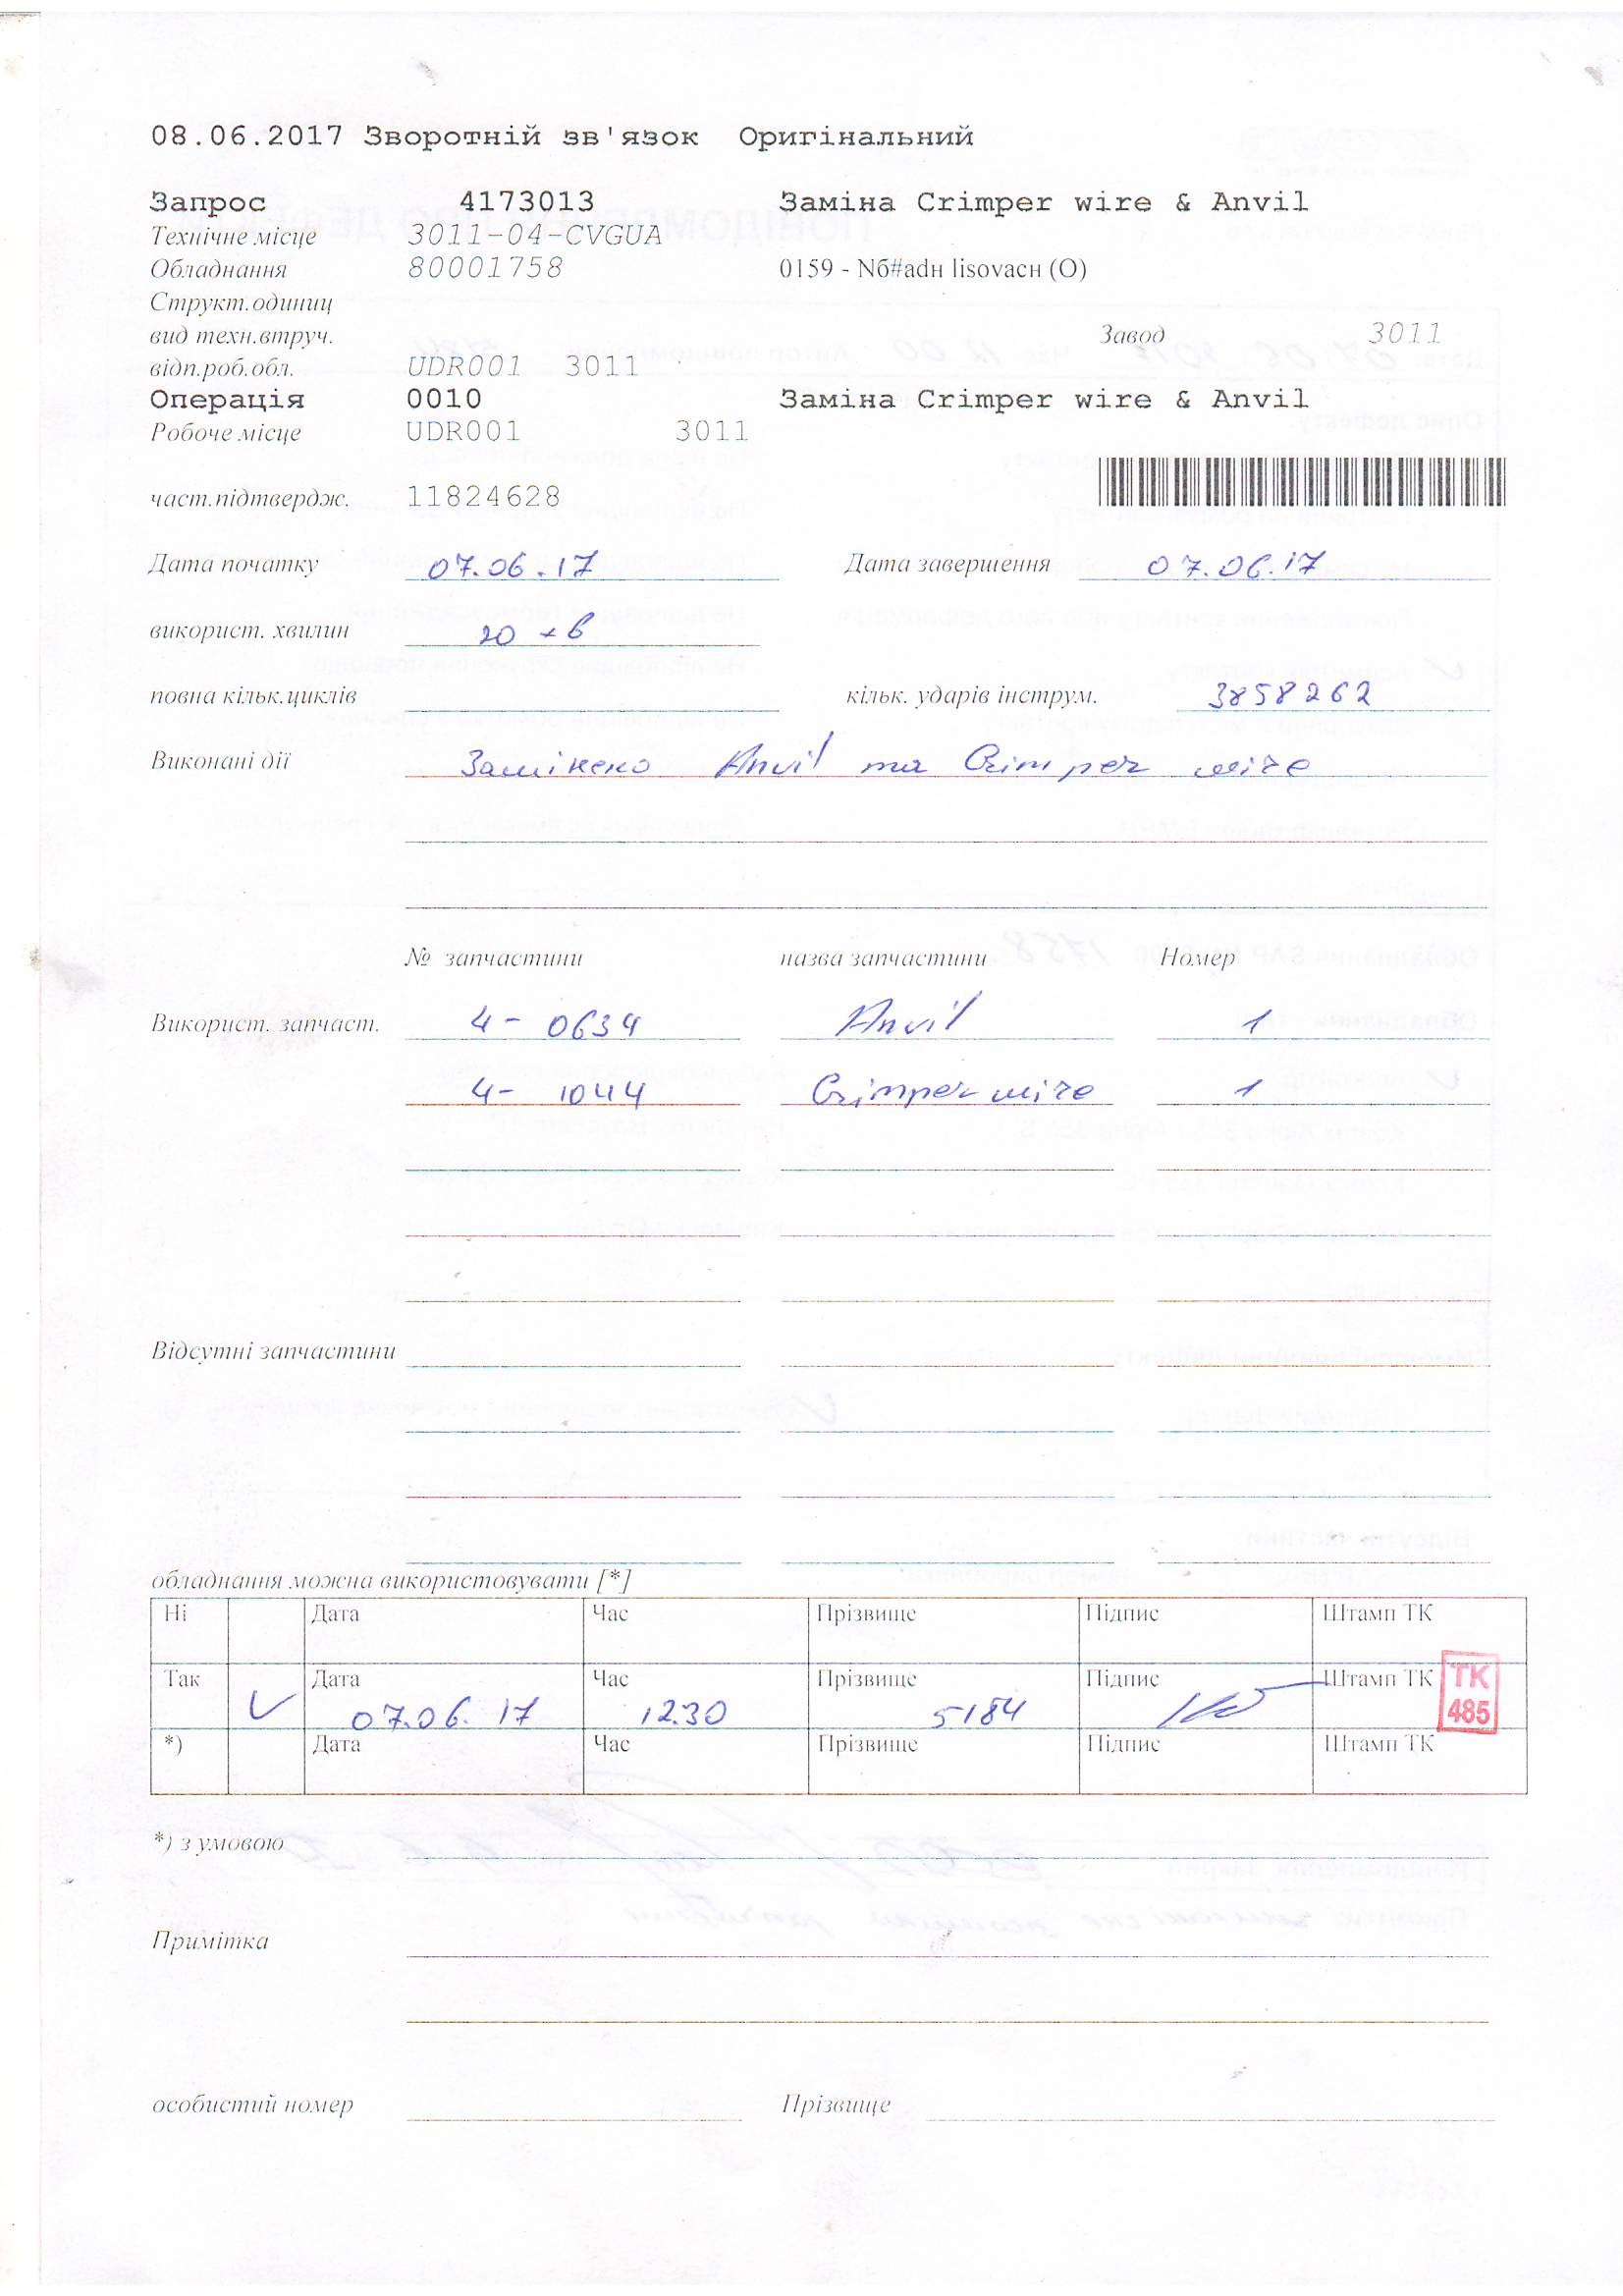 08.06.2017 Зворотній зв'язок Оригінальний
Запрос 4173013 Заміна Crimper wire & Anvil
Технічне місце 3011-04-CVGUA
Обладнання 80001758 0159 - Nб#adн lisovacн (O)
Структ.одиниц
вид техн.втруч. Завод 3011
відп.роб.обл. UDR001 3011
Операція 0010 Заміна Crimper wire & Anvil
Робоче місце UDR001 3011
част.підтвердж. 11824628
Дата початку 07.06.17 Дата завершення 07.06.17
використ. хвилин 20 хв
повна кільк.циклів кільк. ударів інструм. 3858262
Виконані дії Замінено Anvil та Crimper wire
№ запчастини назва запчастини Номер
Використ. запчаст. 4- 0634 Anvil 1
4- 1044 Crimper wire 1
Відсутні запчастини
обладнання можна використовувати [*]
Ні Дата Час Прізвище Підпис Штамп ТК
Так Дата Час Прізвище Підпис Штамп ТК ТК
07.06.17 12.30 5184 485
*) Дата Час Прізвище Підпис Штамп ТК
*) з умовою
Примітка
особистий номер Прізвище